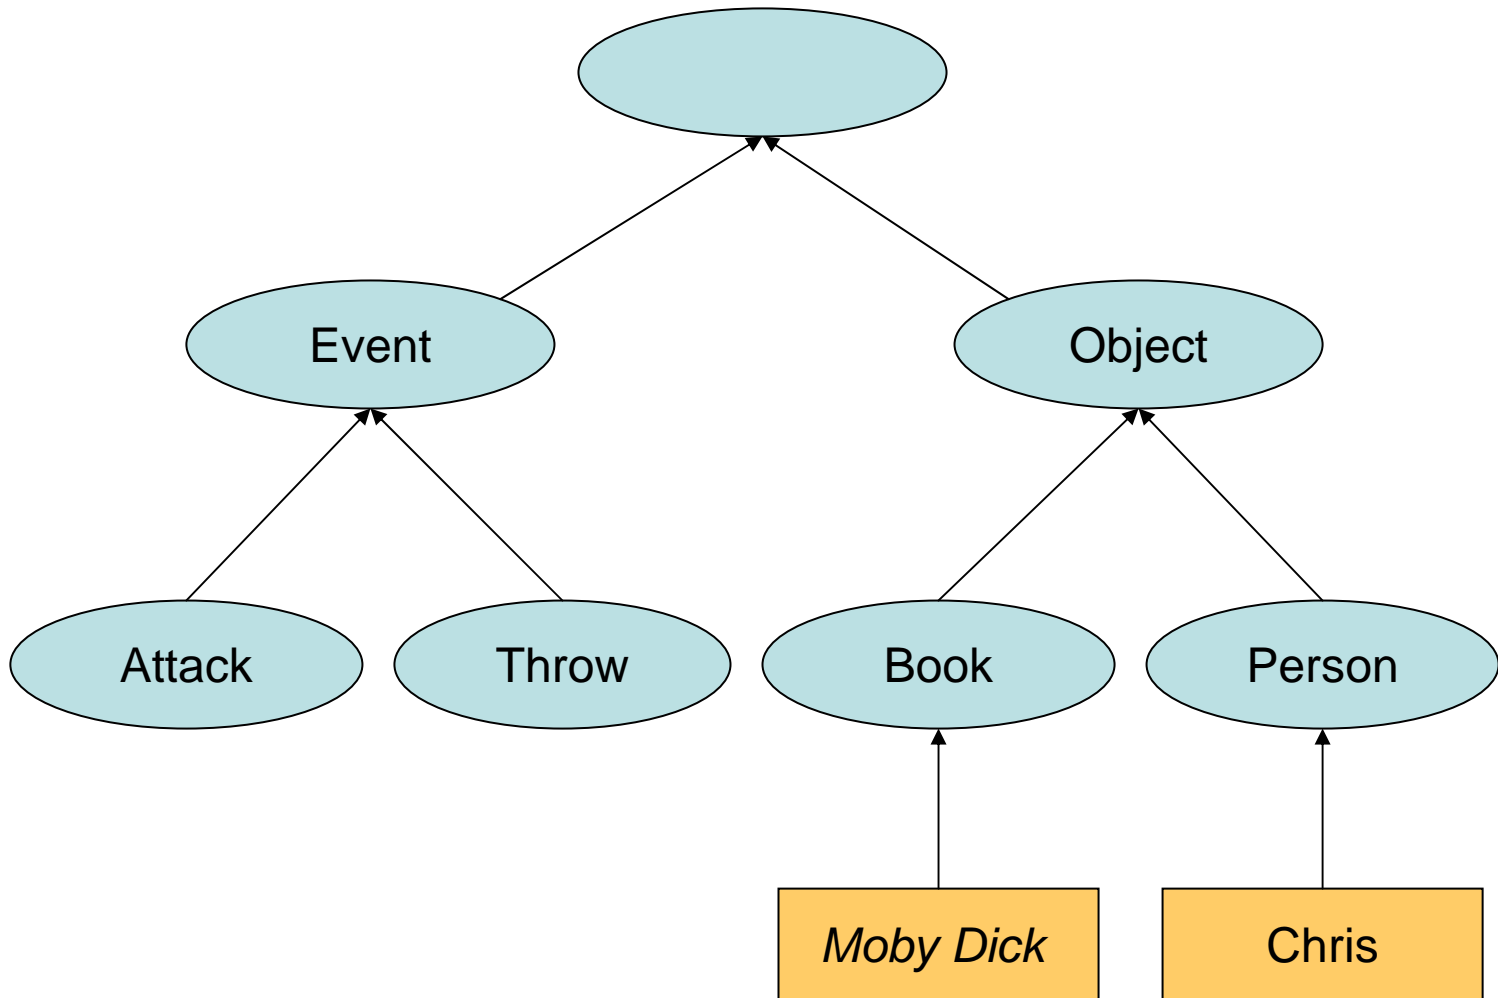 Event
Object
Attack
Throw
Book
Person
Moby Dick
Chris